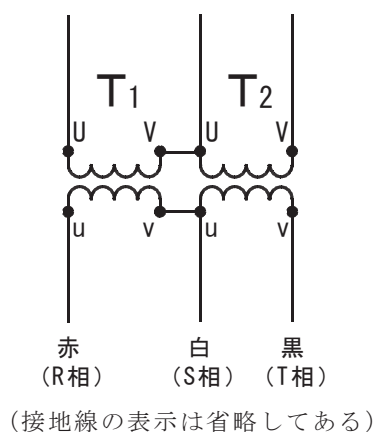 T1 T2
U V U V
u v u v
赤 白 黒
(R相) (S相) (T相)
(接地線の表示は省略してある)